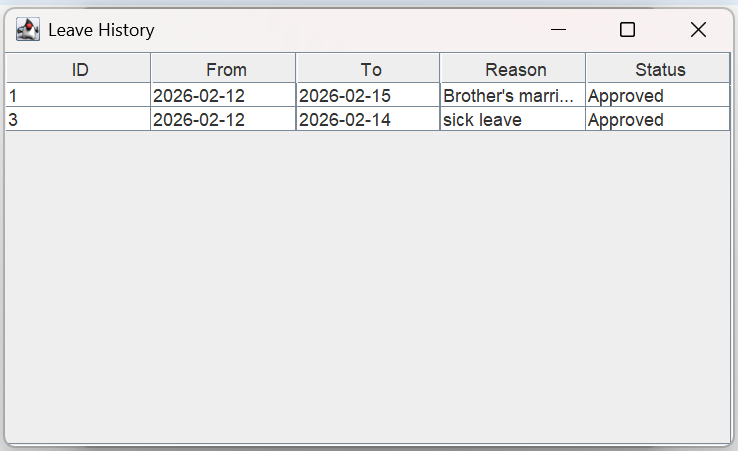 Leave History
ID From To Reason Status
1 2026-02-12 2026-02-15 Brother's marri... Approved
3 2026-02-12 2026-02-14 sick leave Approved